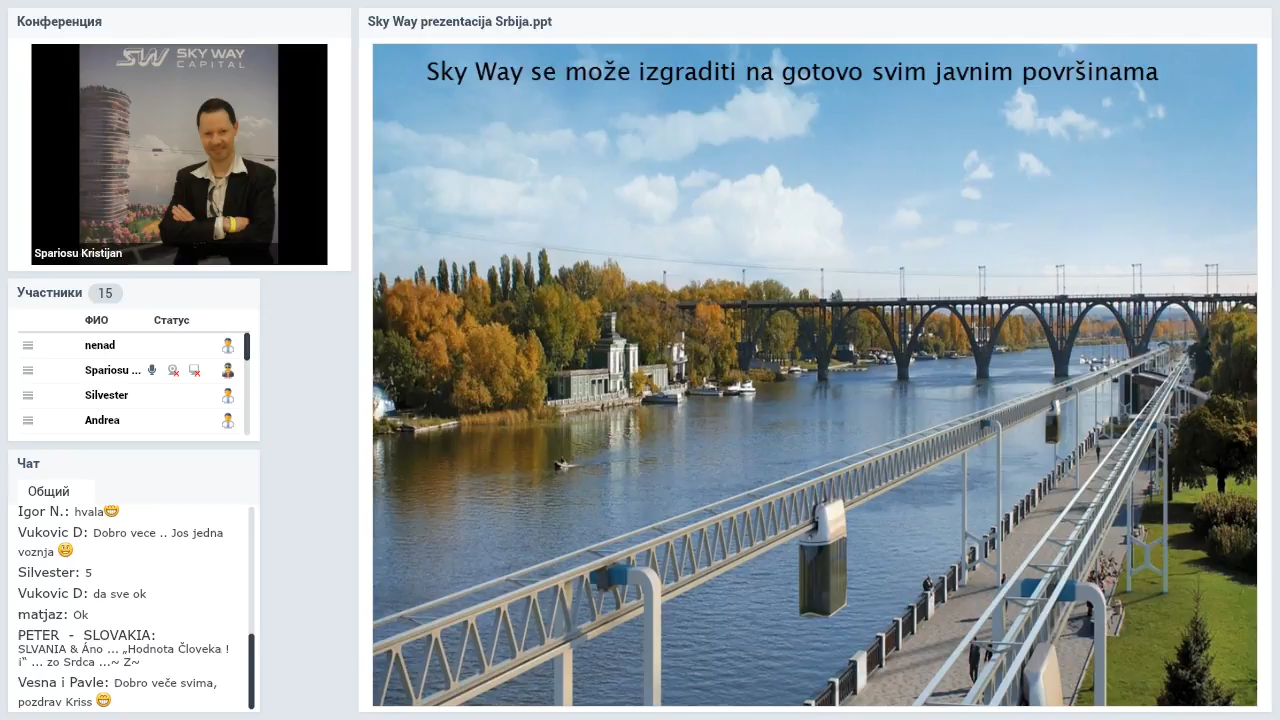 Конференция
SW SKY WAY
CAPITAL
Spariosu Kristijan
Участники 15
ФИО Статус
nenad
Spariosu ...
Silvester
Andrea
Чат
Общий
Igor N.: hvala
Vukovic D: Dobro vece .. Jos jedna
voznja
Silvester: 5
Vukovic D: da sve ok
matjaz: Ok
PETER - SLOVAKIA:
SLVANIA & Áno ... „Hodnota Človeka !
i“ ... zo Srdca ...~ Z~
Vesna i Pavle: Dobro veče svima,
pozdrav Kriss
Sky Way prezentacija Srbija.ppt
Sky Way se može izgraditi na gotovo svim javnim površinama